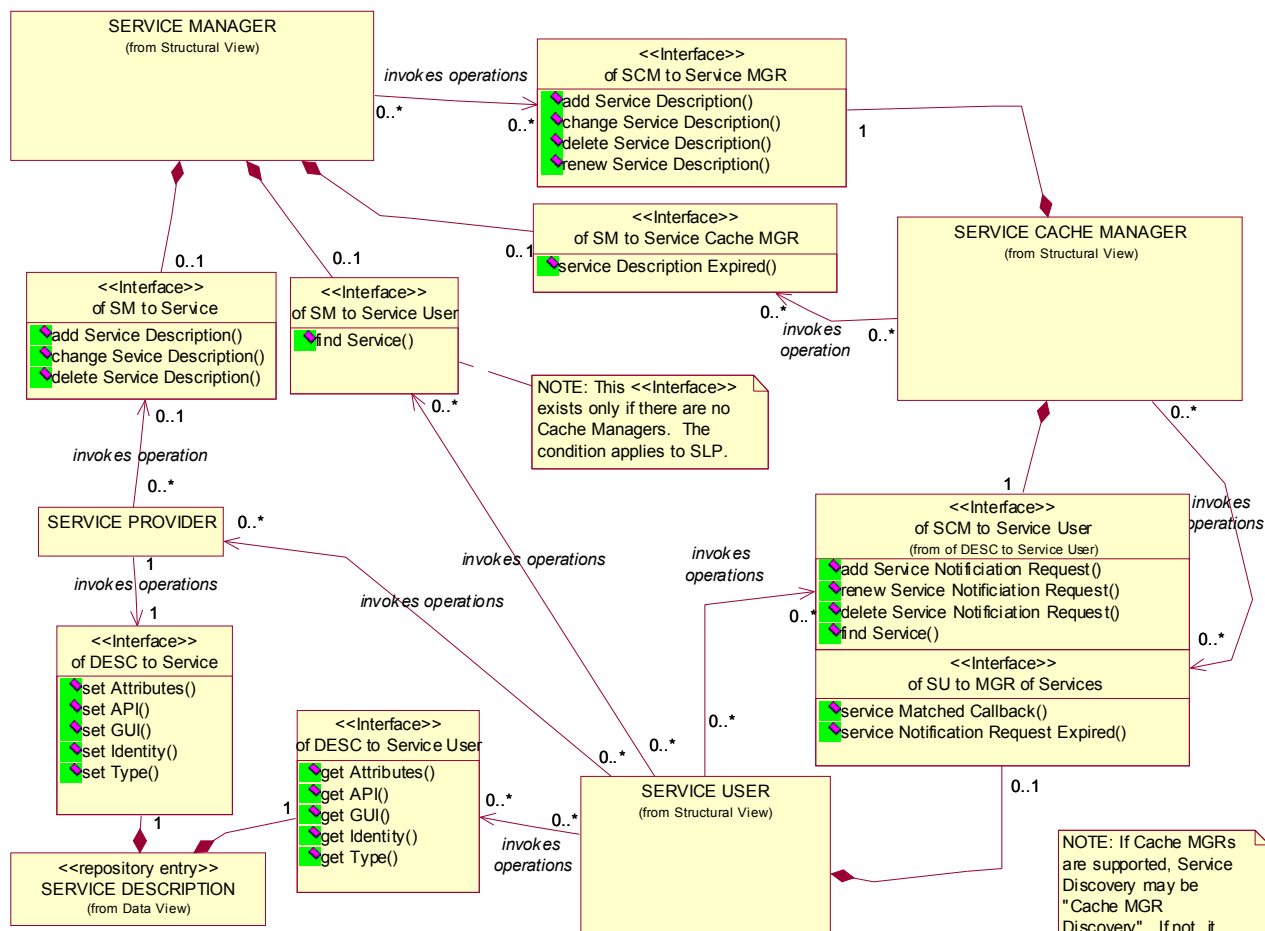 SERVICE MANAGER
(from Structural View)
invokes operations
0..*
0..*
<<Interface>>
of SCM to Service MGR
add Service Description()
change Service Description()
delete Service Description()
renew Service Description()
1
<<Interface>>
of SM to Service Cache MGR
service Description Expired()
0..1
SERVICE CACHE MANAGER
(from Structural View)
0..*
0..*
invokes
operation
0..1
<<Interface>>
of SM to Service
add Service Description()
change Sevice Description()
delete Service Description()
0..1
<<Interface>>
of SM to Service User
find Service()
0..*
NOTE: This <<Interface>>
exists only if there are no
Cache Managers. The
condition applies to SLP.
0..1
invokes operation
0..*
SERVICE PROVIDER
0..*
1
invokes operations
1
<<Interface>>
of DESC to Service
set Attributes()
set API()
set GUI()
set Identity()
set Type()
1
<<repository entry>>
SERVICE DESCRIPTION
(from Data View)
invokes operations
invokes operations
<<Interface>>
of DESC to Service User
get Attributes()
get API()
get GUI()
get Identity()
get Type()
1
0..*
0..*
invokes
operations
0..*
0..*
0..*
invokes
operations
0..*
SERVICE USER
(from Structural View)
1
<<Interface>>
of SCM to Service User
(from of DESC to Service User)
add Service Notificiation Request()
renew Service Notificiation Request()
delete Service Notificiation Request()
find Service()
<<Interface>>
of SU to MGR of Services
service Matched Callback()
service Notification Request Expired()
0..*
invokes
operations
0..*
0..1
NOTE: If Cache MGRs
are supported, Service
Discovery may be
"Cache MGR
Discovery". If not, it